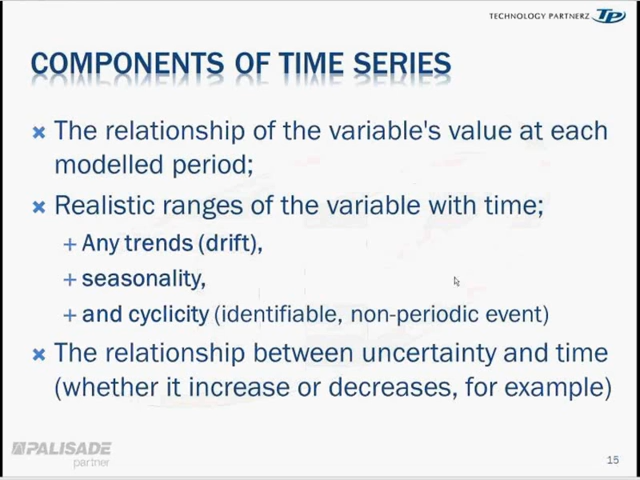 TECHNOLOGY PARTNERZ TP
COMPONENTS OF TIME SERIES
The relationship of the variable's value at each
modelled period;
Realistic ranges of the variable with time;
+ Any trends (drift),
+ seasonality,
+ and cyclicity (identifiable, non-periodic event)
The relationship between uncertainty and time
(whether it increase or decreases, for example)
PALISADE
partner
15